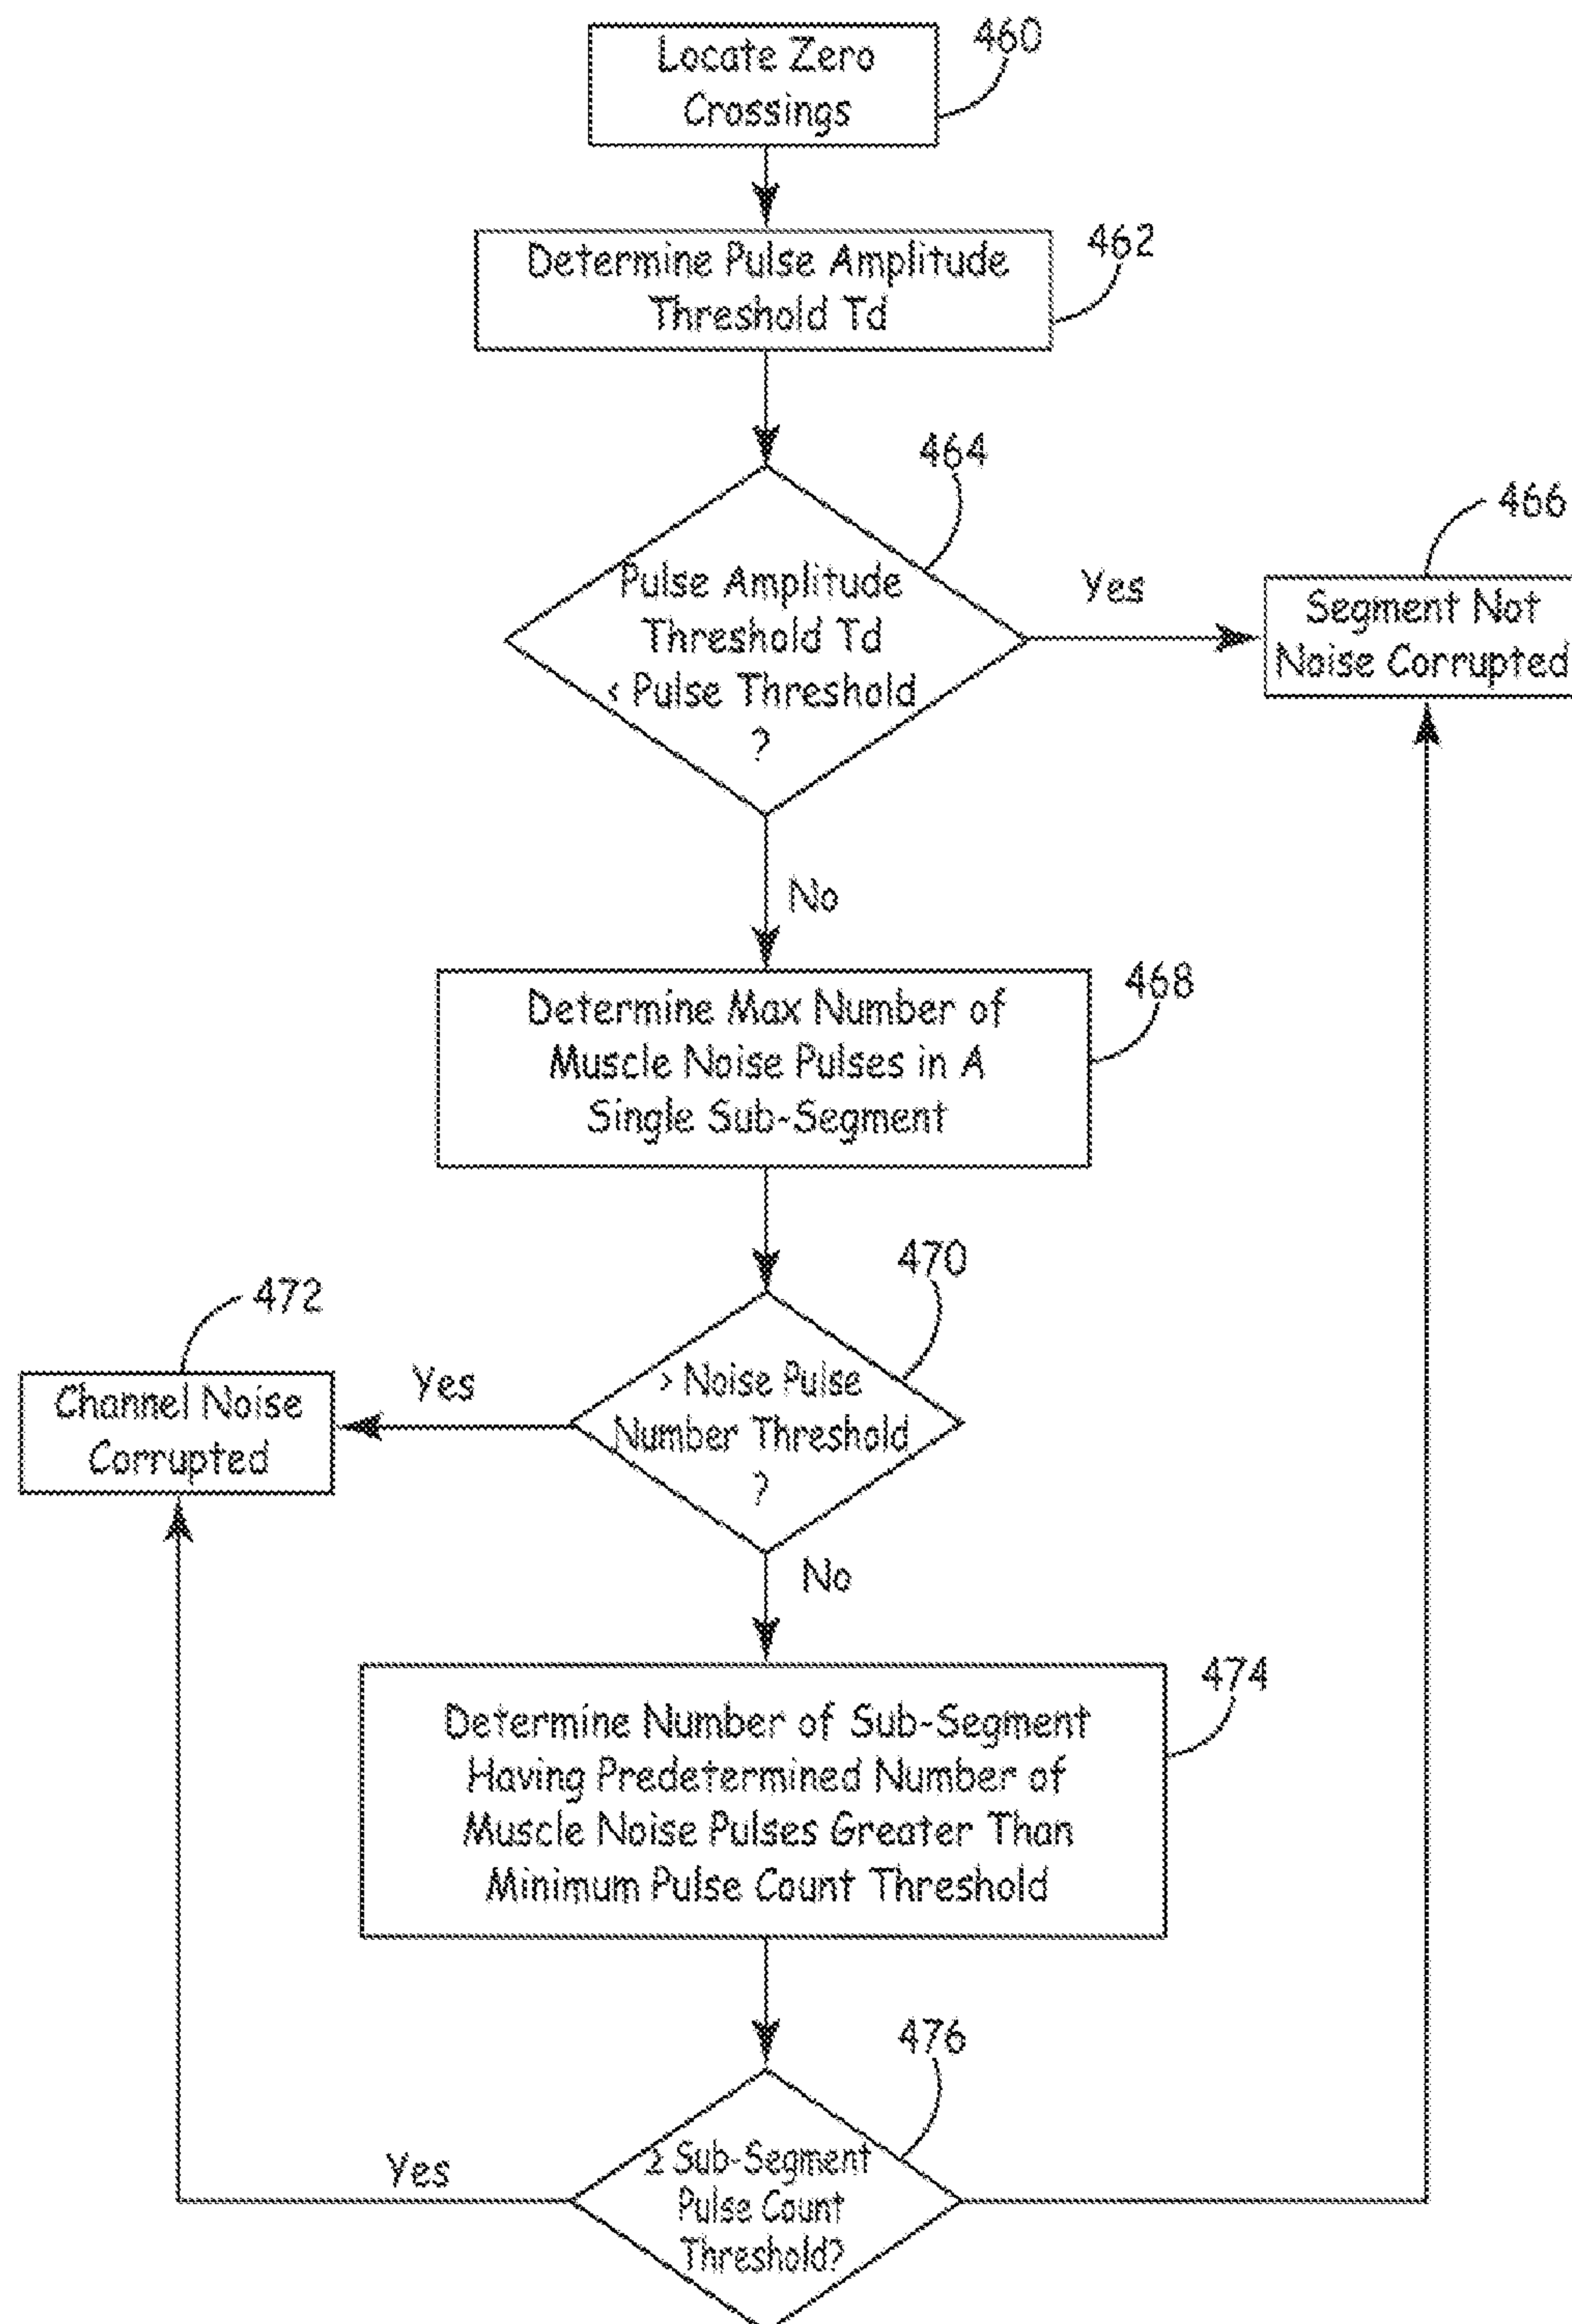 Locate Zero
Crossings
460
Determine Pulse Amplitude
Threshold Td
462
464
Pulse Amplitude
Threshold Td
< Pulse Threshold
?
Yes
466
Segment Not
Noise Corrupted
No
468
Determine Max Number of
Muscle Noise Pulses in A
Single Sub-Segment
470
> Noise Pulse
Number Threshold
?
Yes
472
Channel Noise
Corrupted
No
474
Determine Number of Sub-Segment
Having Predetermined Number of
Muscle Noise Pulses Greater Than
Minimum Pulse Count Threshold
476
≥ Sub-Segment
Pulse Count
Threshold?
Yes